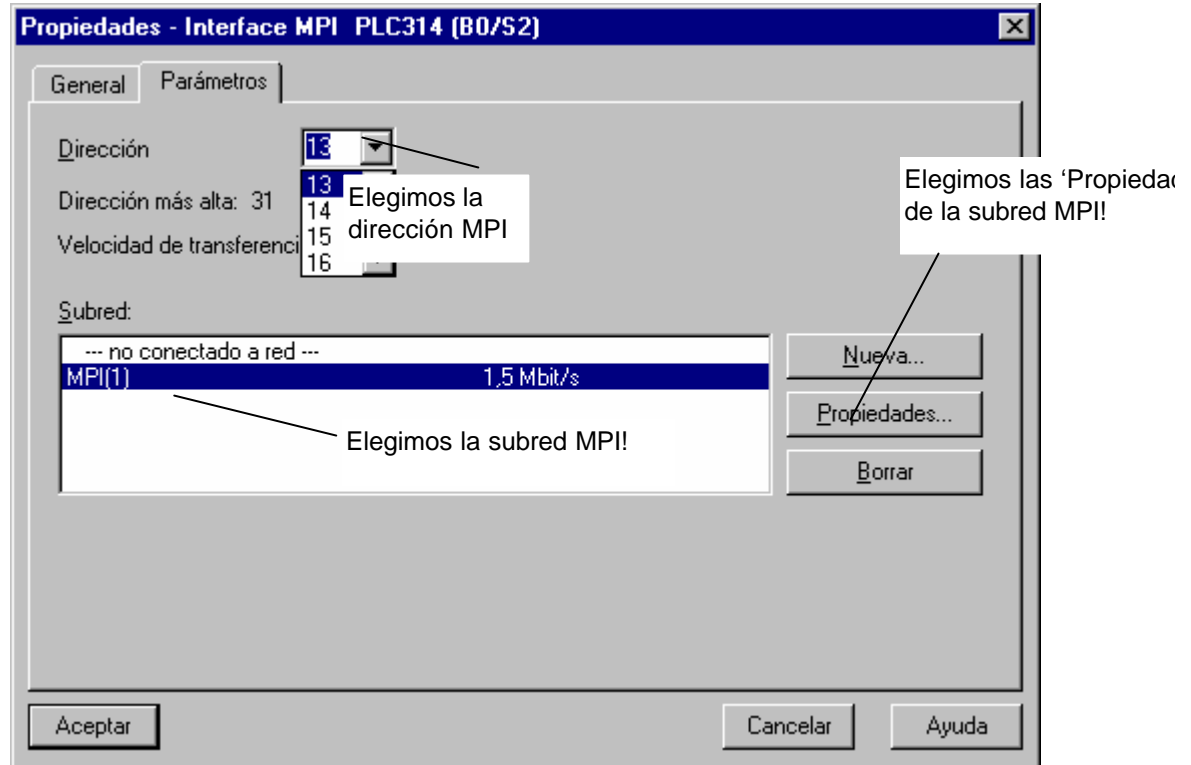 Propiedades - Interface MPI PLC314 (B0/S2)
General Parámetros
Dirección 13
Dirección más alta: 31
Velocidad de transferenci
13
14
15
16
Elegimos la
dirección MPI
Elegimos las ‘Propiedad
de la subred MPI!
Subred:
--- no conectado a red ---
MPI(1) 1,5 Mbit/s
Elegimos la subred MPI!
Nueva...
Propiedades...
Borrar
Aceptar Cancelar Ayuda